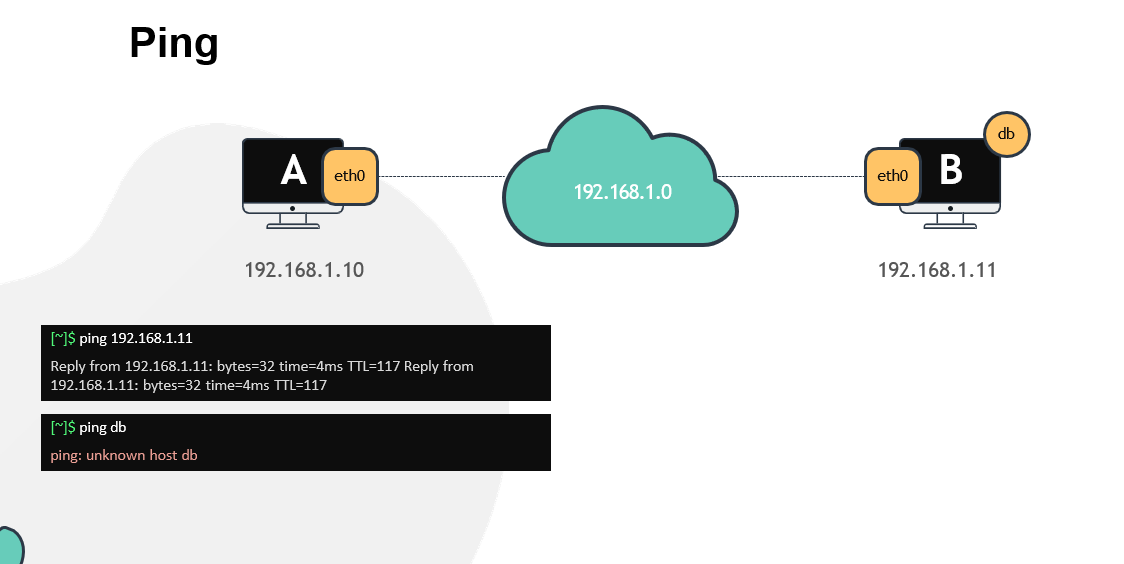 Ping
A
eth0
192.168.1.0
eth0
B
db
192.168.1.10
192.168.1.11
[~]$ ping 192.168.1.11
Reply from 192.168.1.11: bytes=32 time=4ms TTL=117 Reply from
192.168.1.11: bytes=32 time=4ms TTL=117
[~]$ ping db
ping: unknown host db